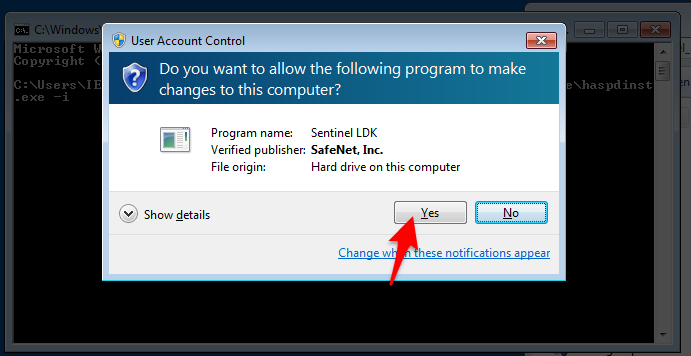 C:\Windows
Microsoft W
Copyright (
C:\Users\IE
e\haspdinst
.exe -i
User Account Control
Do you want to allow the following program to make
changes to this computer?
Program name: Sentinel LDK
Verified publisher: SafeNet, Inc.
File origin: Hard drive on this computer
Show details
Yes
No
Change when these notifications appear